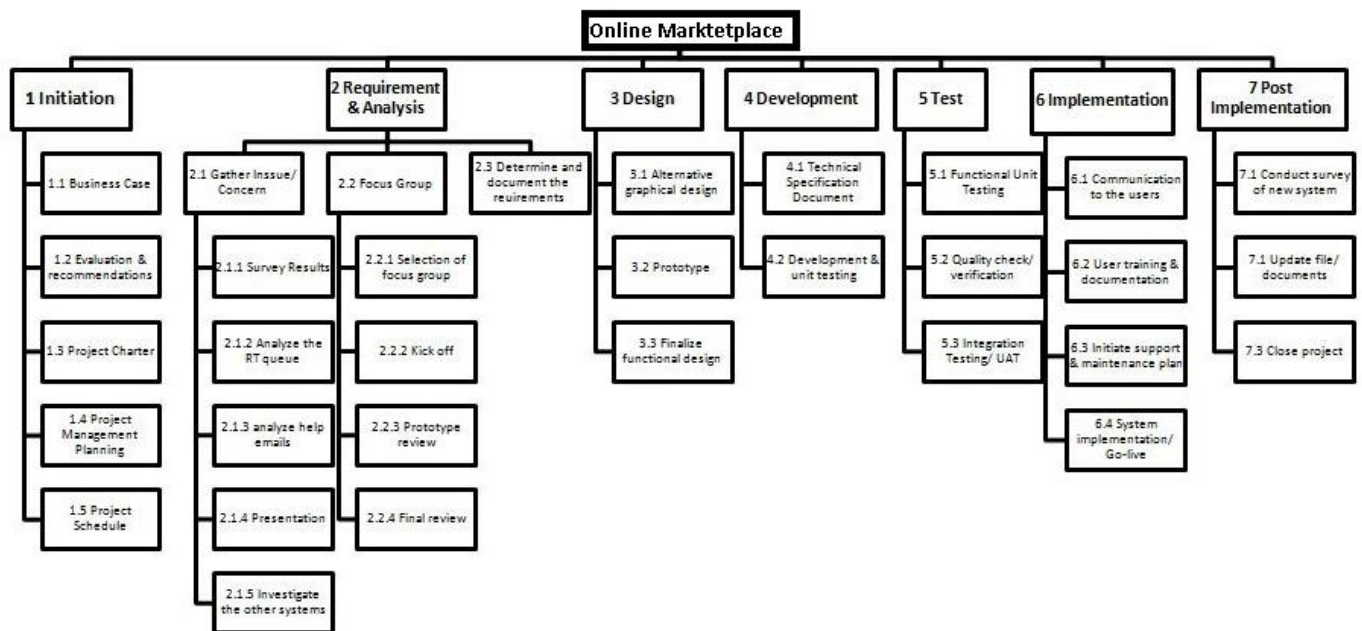 Online Marktetplace
1 Initiation
2 Requirement
& Analysis
3 Design
4 Development
5 Test
6 Implementation
7 Post
Implementation
1.1 Business Case
1.2 Evaluation &
recommendations
1.3 Project Charter
1.4 Project
Management
Planning
1.5 Project
Schedule
2.1 Gather Inssue/
Concern
2.1.1 Survey Results
2.1.2 Analyze the
RT queue
2.1.3 analyze help
emails
2.1.4 Presentation
2.1.5 Investigate
the other systems
2.2 Focus Group
2.2.1 Selection of
focus group
2.2.2 Kick off
2.2.3 Prototype
review
2.2.4 Final review
2.3 Determine and
document the
reuirements
3.1 Alternative
graphical design
3.2 Prototype
3.3 Finalize
functional design
4.1 Technical
Specification
Document
4.2 Development &
unit testing
5.1 Functional Unit
Testing
5.2 Quality check/
verification
5.3 Integration
Testing/ UAT
6.1 Communication
to the users
6.2 User training &
documentation
6.3 Initiate support
& maintenance plan
6.4 System
implementation/
Go-live
7.1 Conduct survey
of new system
7.1 Update file/
documents
7.3 Close project